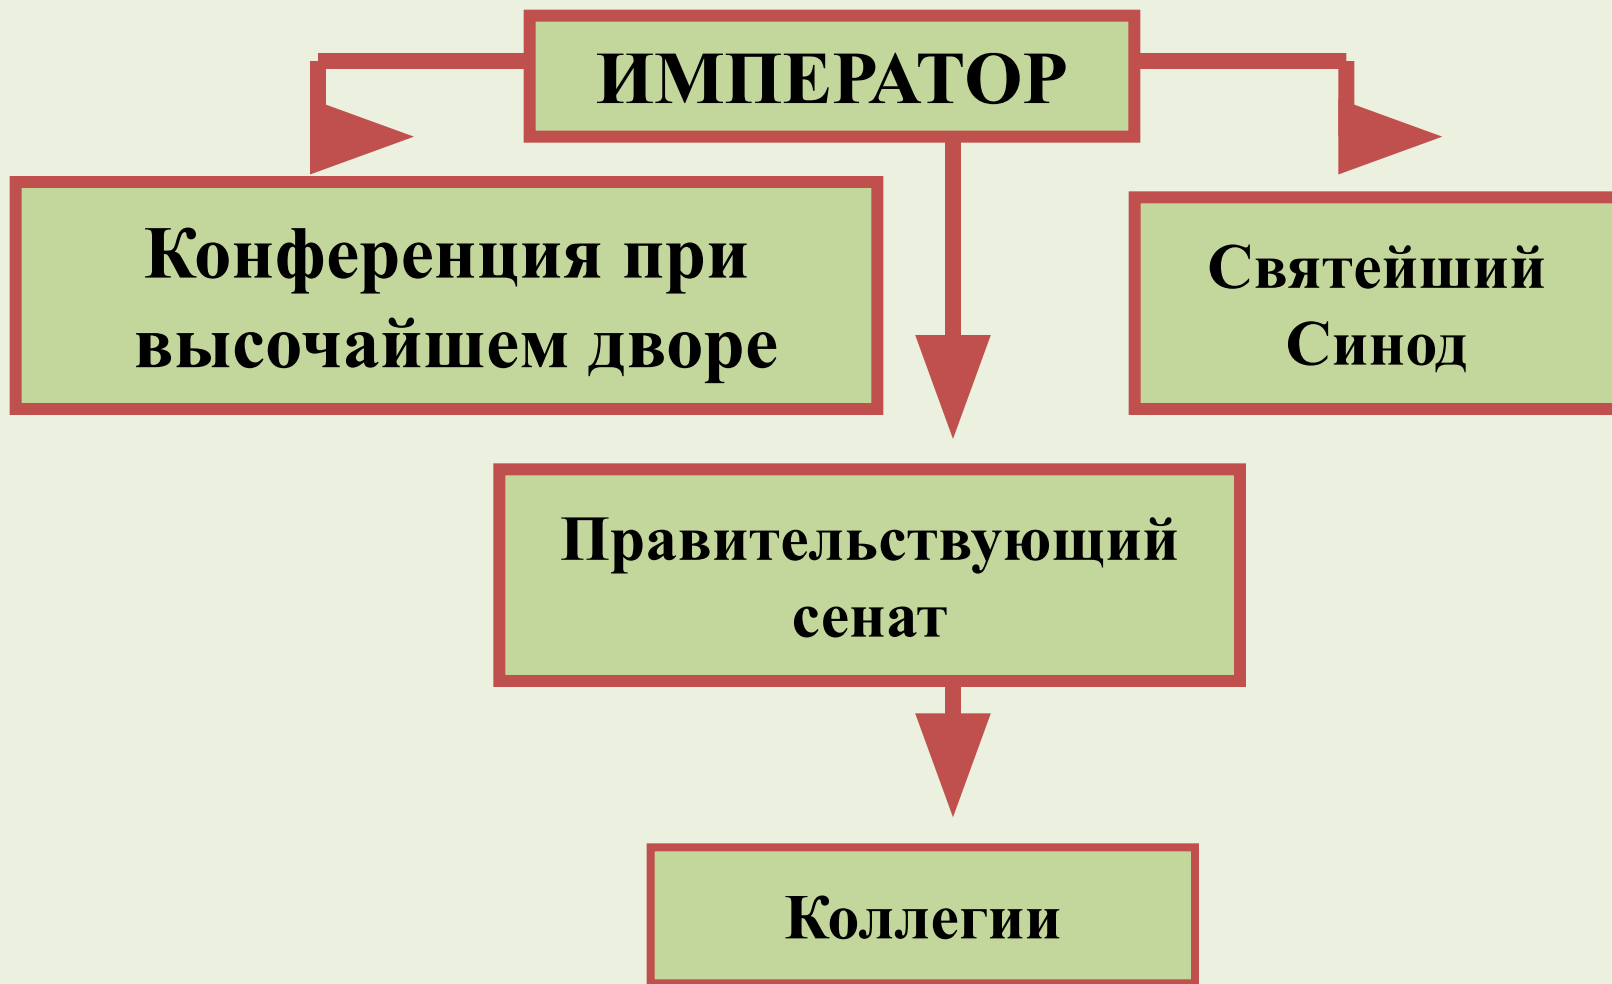 ИМПЕРАТОР
Конференция при
высочайшем дворе
Святейший
Синод
Правительствующий
сенат
Коллегии